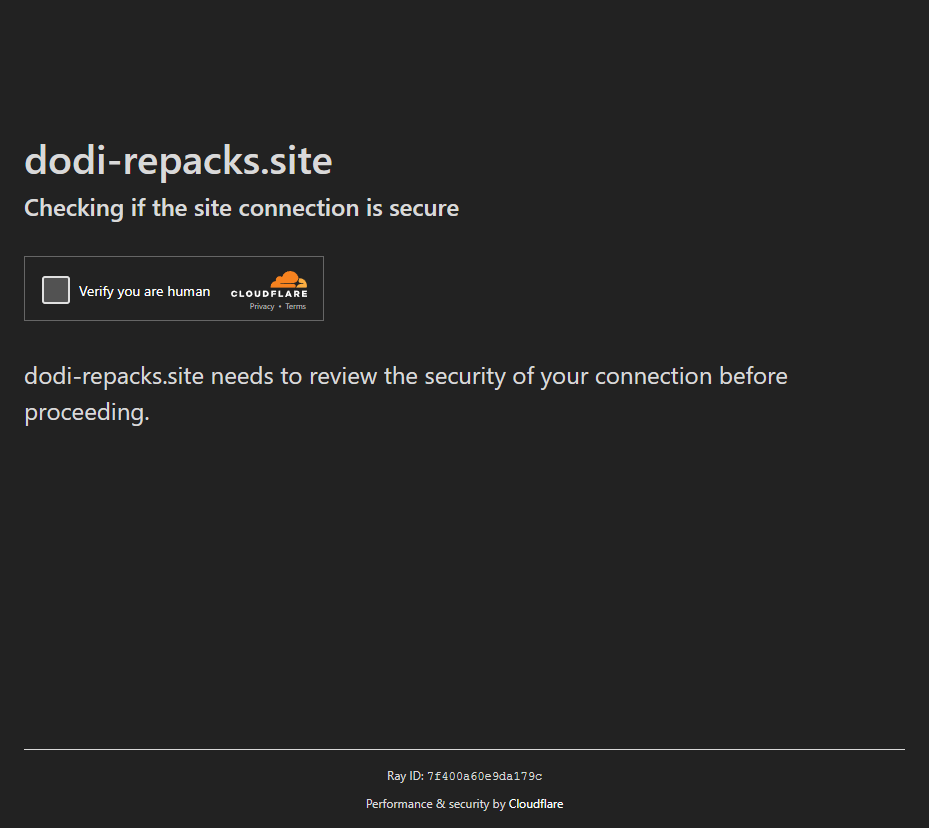 dodi-repacks.site
Checking if the site connection is secure
Verify you are human
CLOUDFLARE
Privacy • Terms
dodi-repacks.site needs to review the security of your connection before
proceeding.
Ray ID: 7f400a60e9da179c
Performance & security by Cloudflare